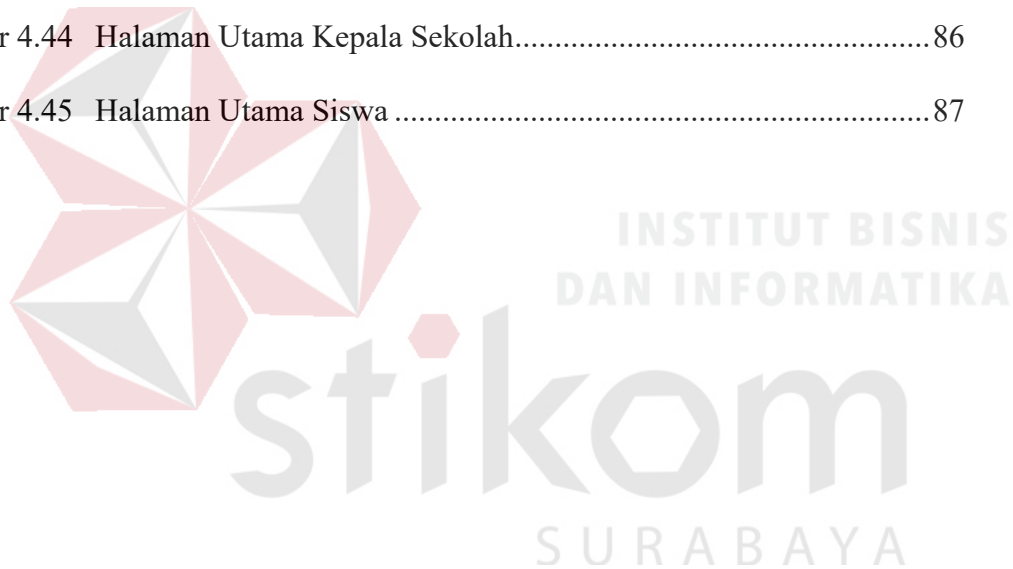 r 4.44 Halaman Utama Kepala Sekolah....................................................86
r 4.45 Halaman Utama Siswa ...................................................................87
INSTITUT BISNIS
DAN INFORMATIKA
stikom
SURABAYA